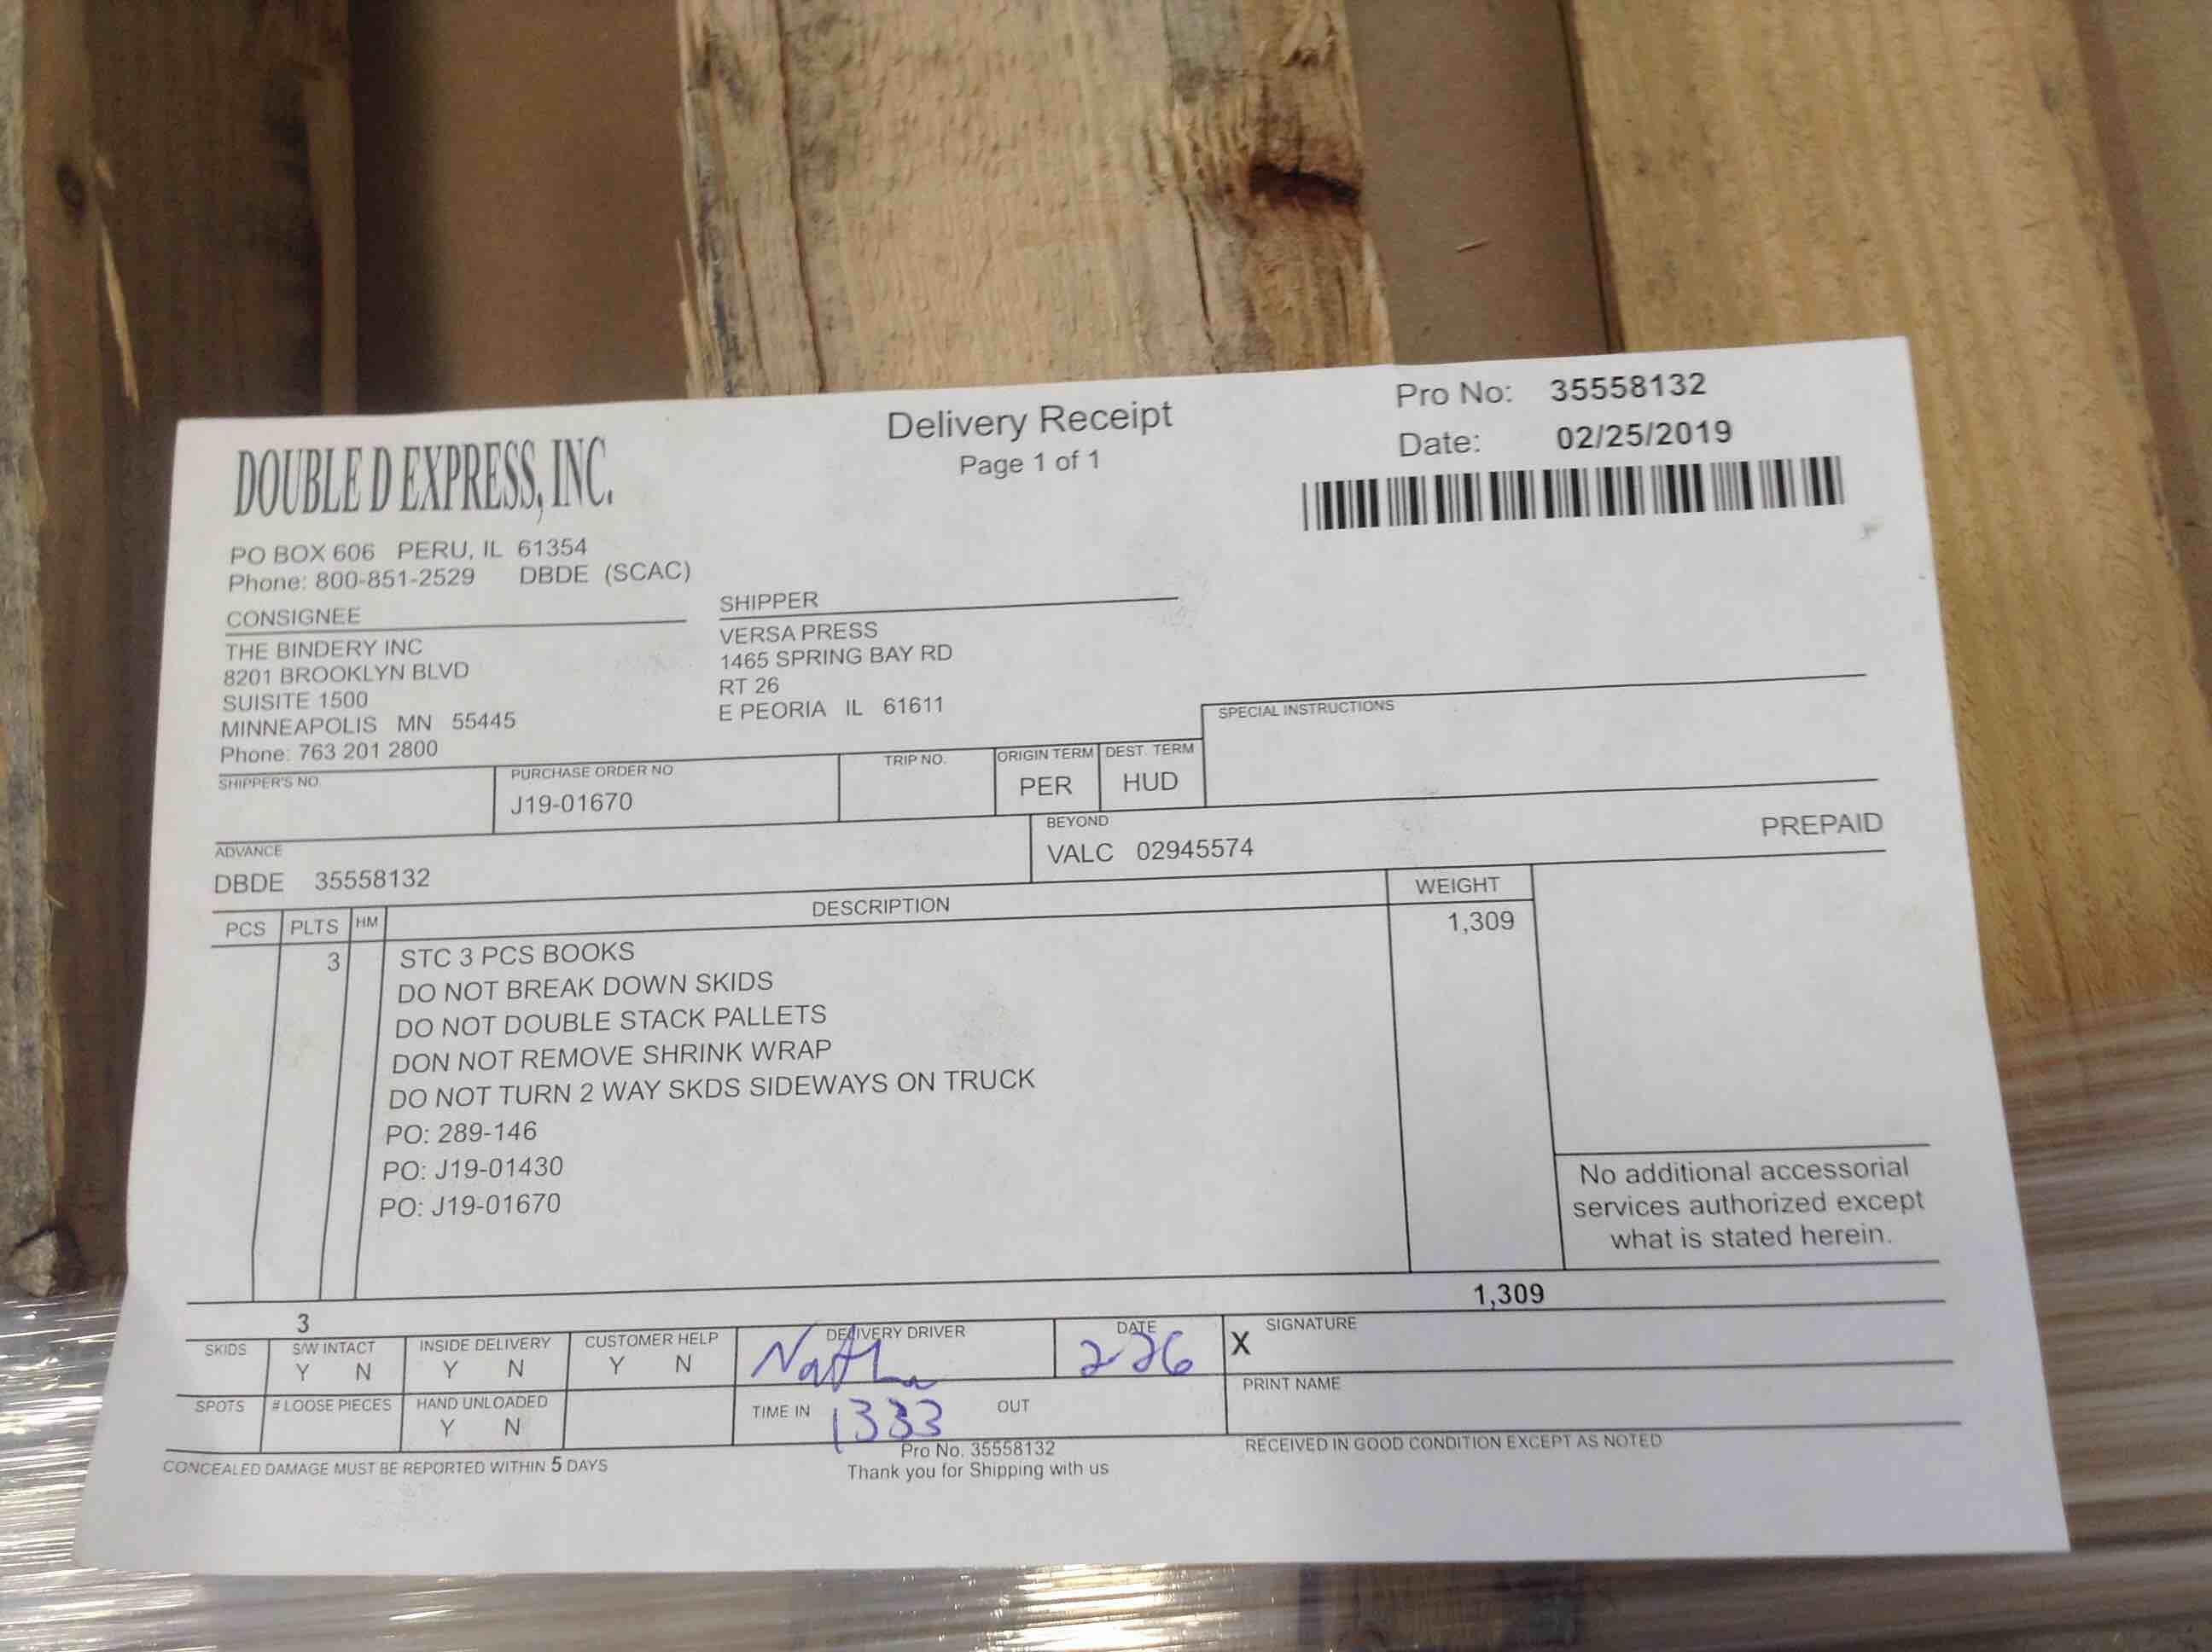 DOUBLE D EXPRESS, INC.
Delivery Receipt
Page 1 of 1
Pro No: 35558132
Date: 02/25/2019
PO BOX 606 PERU, IL 61354
Phone: 800-851-2529 DBDE (SCAC)
CONSIGNEE
THE BINDERY INC
8201 BROOKLYN BLVD
SUISITE 1500
MINNEAPOLIS MN 55445
Phone: 763 201 2800
SHIPPER
VERSA PRESS
1465 SPRING BAY RD
RT 26
E PEORIA IL 61611
SPECIAL INSTRUCTIONS
SHIPPER'S NO.
PURCHASE ORDER NO
J19-01670
TRIP NO.
ORIGIN TERM
PER
DEST. TERM
HUD
ADVANCE
DBDE 35558132
BEYOND
VALC 02945574
PREPAID
PCS PLTS HM DESCRIPTION WEIGHT
3 STC 3 PCS BOOKS 1,309
DO NOT BREAK DOWN SKIDS
DO NOT DOUBLE STACK PALLETS
DON NOT REMOVE SHRINK WRAP
DO NOT TURN 2 WAY SKDS SIDEWAYS ON TRUCK
PO: 289-146
PO: J19-01430
PO: J19-01670
No additional accessorial
services authorized except
what is stated herein.
3 1,309
SKIDS
S/W INTACT
Y N
INSIDE DELIVERY
Y N
CUSTOMER HELP
Y N
DELIVERY DRIVER
DATE
226
X SIGNATURE
SPOTS
# LOOSE PIECES
HAND UNLOADED
Y N
TIME IN 1333 OUT
PRINT NAME
CONCEALED DAMAGE MUST BE REPORTED WITHIN 5 DAYS
Pro No. 35558132
Thank you for Shipping with us
RECEIVED IN GOOD CONDITION EXCEPT AS NOTED